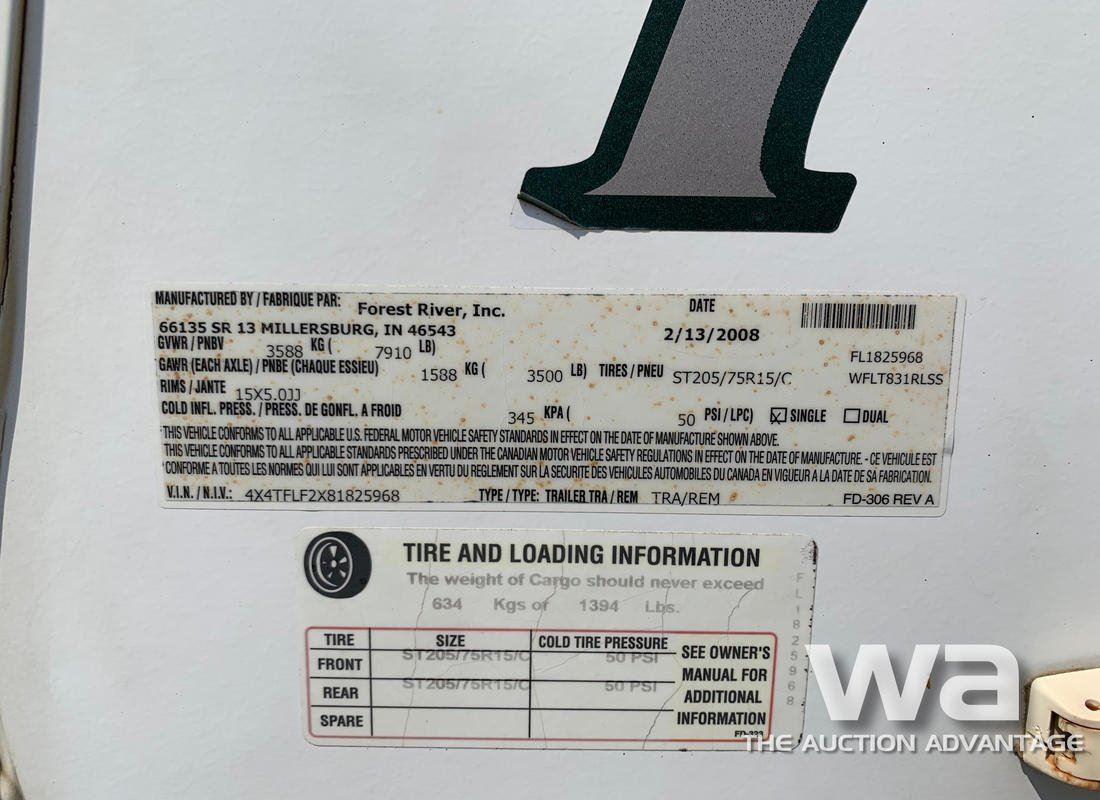 MANUFACTURED BY / FABRIQUE PAR: Forest River, Inc. DATE
66135 SR 13 MILLERSBURG, IN 46543 2/13/2008
GVWR / PNBV 3588 KG ( 7910 LB) FL1825968
GAWR (EACH AXLE) / PNBE (CHAQUE ESSIEU) 1588 KG ( 3500 LB) TIRES / PNEU ST205/75R15/C WFLT831RLSS
RIMS / JANTE 15X5.0JJ
COLD INFL. PRESS. / PRESS. DE GONFL. A FROID 345 KPA ( 50 PSI / LPC) SINGLE DUAL
THIS VEHICLE CONFORMS TO ALL APPLICABLE U.S. FEDERAL MOTOR VEHICLE SAFETY STANDARDS IN EFFECT ON THE DATE OF MANUFACTURE SHOWN ABOVE.
THIS VEHICLE CONFORMS TO ALL APPLICABLE STANDARDS PRESCRIBED UNDER THE CANADIAN MOTOR VEHICLE SAFETY REGULATIONS IN EFFECT ON THE DATE OF MANUFACTURE. - CE VEHICULE EST
CONFORME A TOUTES LES NORMES QUI LUI SONT APPLICABLES EN VERTU DU REGLEMENT SUR LA SECURITE DES VEHICULES AUTOMOBILES DU CANADA EN VIGUEUR A LA DATE DE SA FABRICATION.
V.I.N. / N.I.V.: 4X4TFLF2X81825968 TYPE / TYPE: TRAILER TRA / REM TRA/REM FD-306 REV A
TIRE AND LOADING INFORMATION
The weight of Cargo should never exceed
634 Kgs or 1394 Lbs.
TIRE SIZE COLD TIRE PRESSURE
FRONT ST205/75R15/C 50 PSI
REAR ST205/75R15/C 50 PSI
SPARE
SEE OWNER'S
MANUAL FOR
ADDITIONAL
INFORMATION
FD-323
FL1825968
wa
THE AUCTION ADVANTAGE